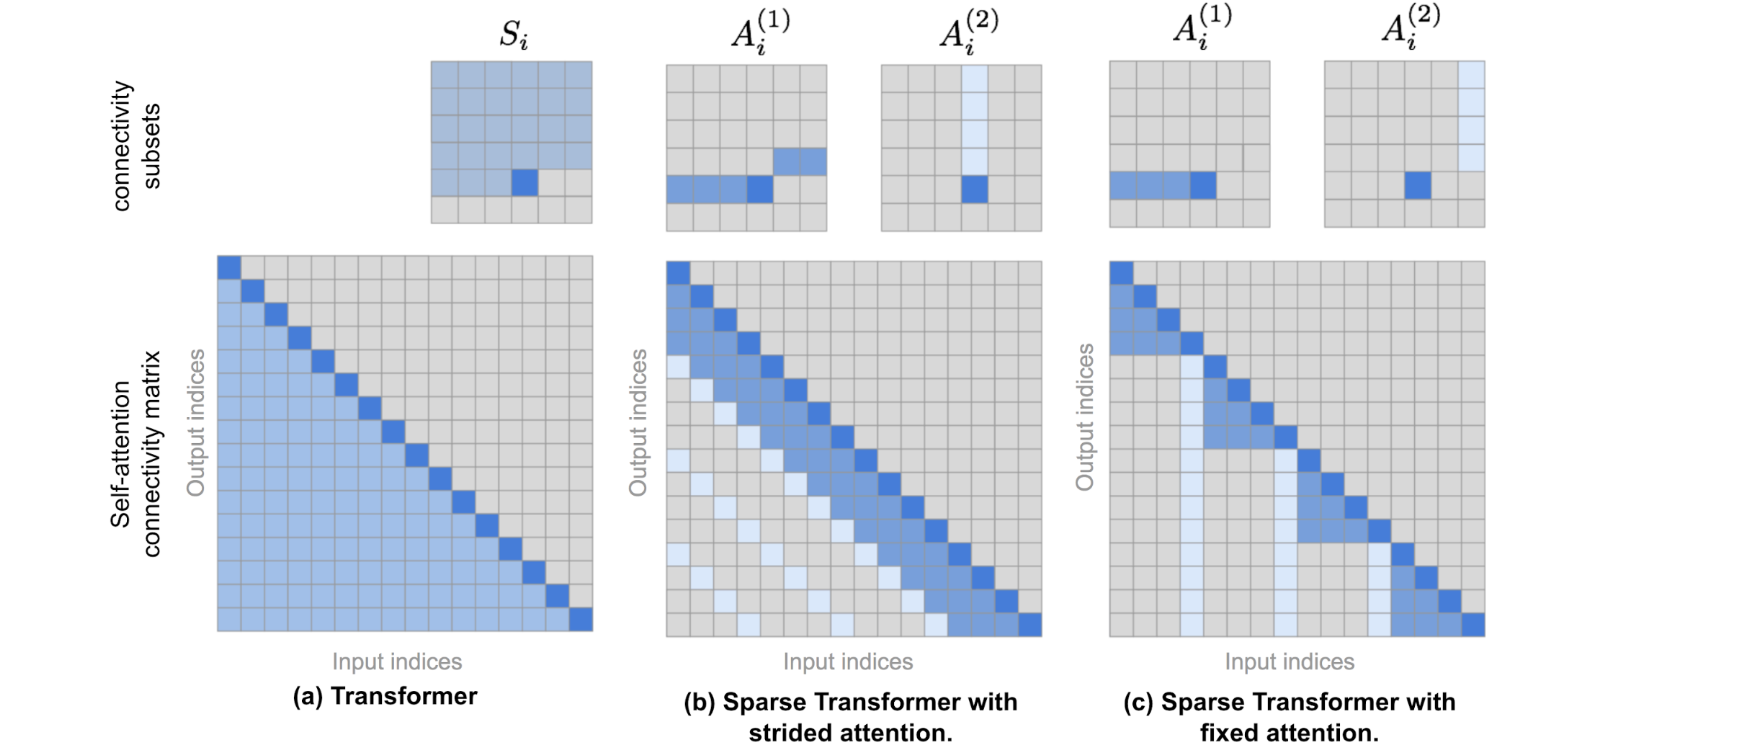 S_i
A_i^{(1)}
A_i^{(2)}
A_i^{(1)}
A_i^{(2)}
connectivity
subsets
Self-attention
connectivity matrix
Output indices
Output indices
Output indices
Input indices
Input indices
Input indices
(a) Transformer
(b) Sparse Transformer with
strided attention.
(c) Sparse Transformer with
fixed attention.